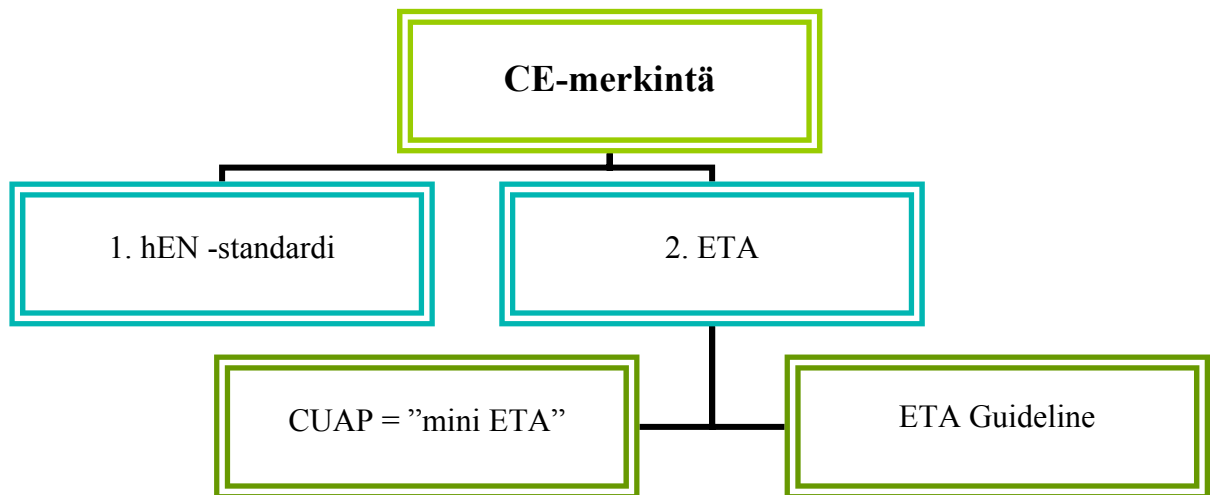 CE-merkintä
1. hEN -standardi
2. ETA
CUAP = ”mini ETA”
ETA Guideline